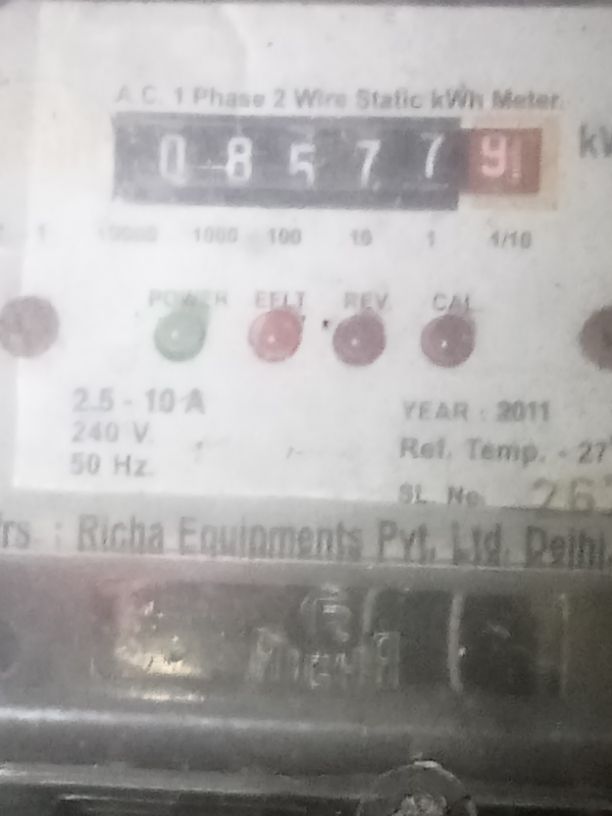 A.C. 1 Phase 2 Wire Static kWh Meter.
0 8 5 7 7 9
1 10000 1000 100 10 1 1/10
POWER EFLT REV CAL
2.5 - 10 A
240 V.
50 Hz.
YEAR : 2011
Ref. Temp. - 27
SL. No.
rs : Richa Equipments Pvt. Ltd. Delhi.